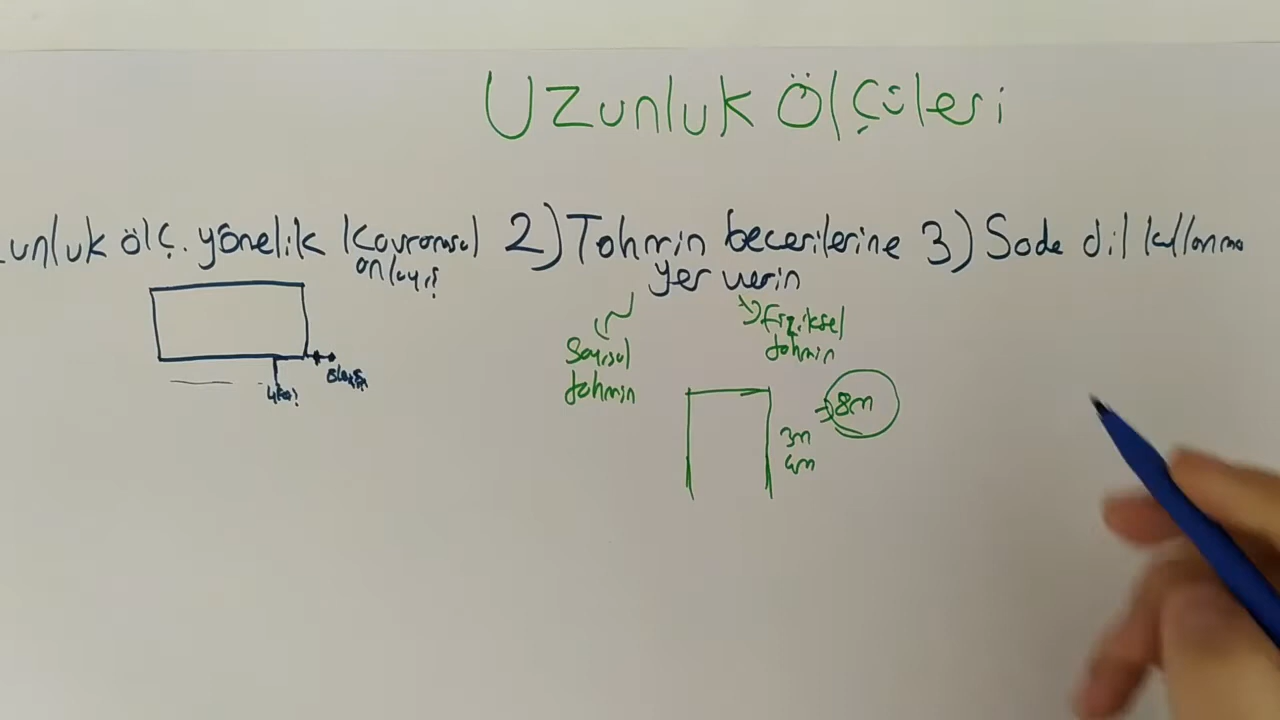 Uzunluk Ölçüleri
unluk ölç. yönelik kavramsal 2) Tahmin becerilerine 3) Sade dil kullanma
anlayış
yer verin
Sayısal
tahmin
fiziksel
tahmin
8m
3m
4m